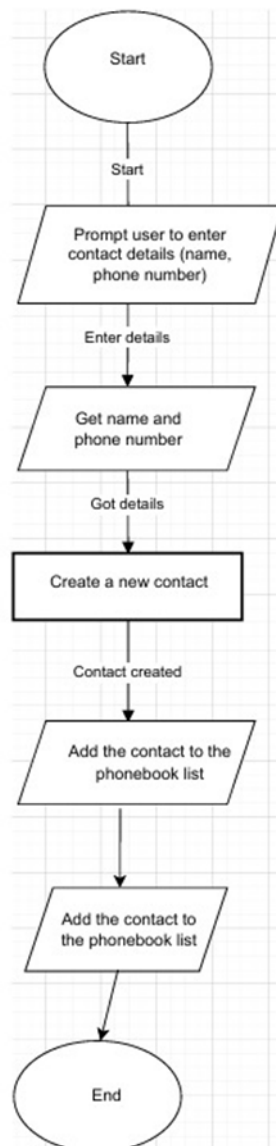 Start
Start
Prompt user to enter
contact details (name,
phone number)
Enter details
Get name and
phone number
Got details
Create a new contact
Contact created
Add the contact to the
phonebook list
Add the contact to
the phonebook list
End